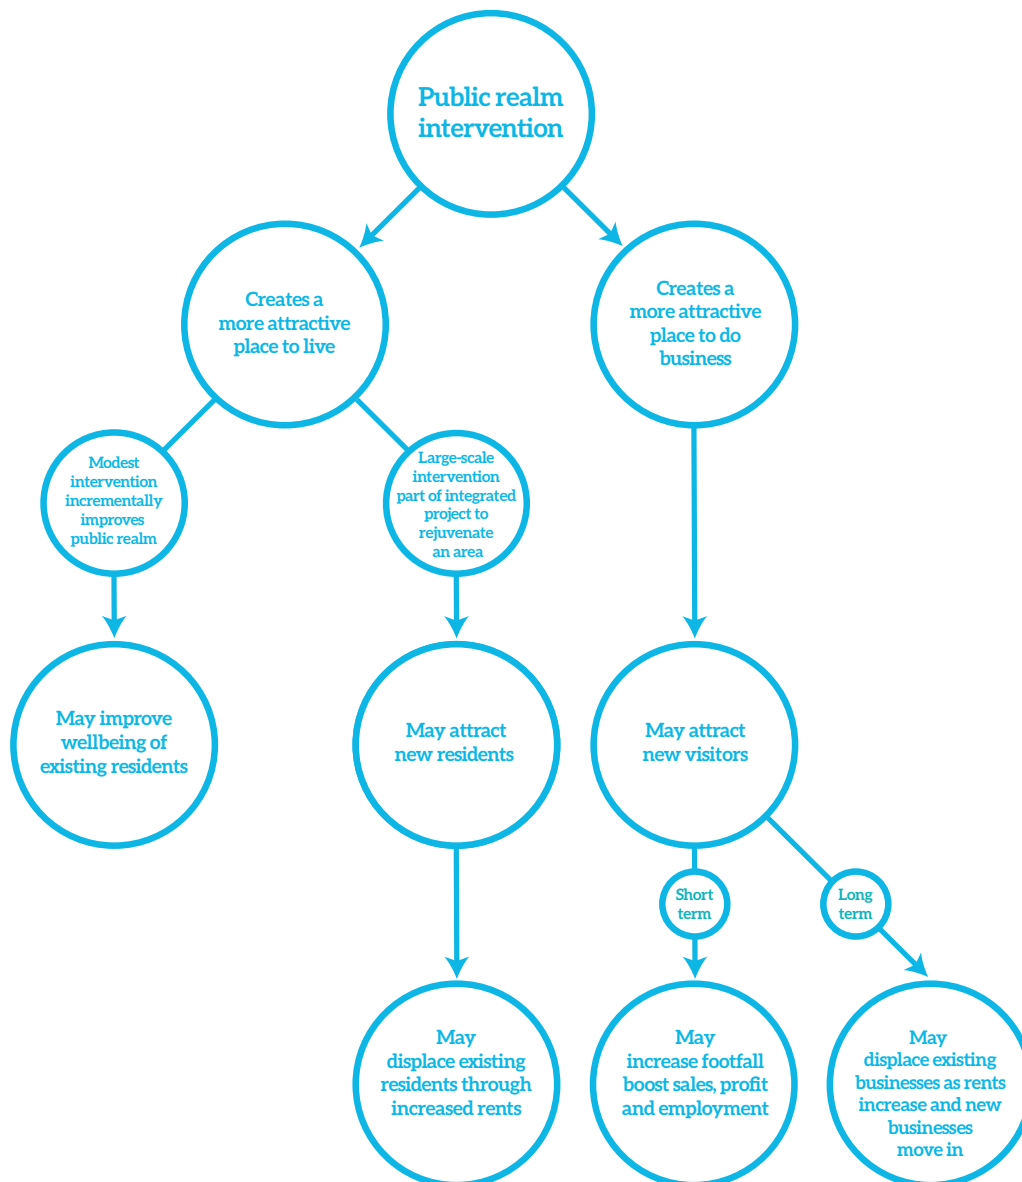 Public realm
intervention
Creates a
more attractive
place to live
Creates a
more attractive
place to do
business
Modest
intervention
incrementally
improves
public realm
Large-scale
intervention
part of integrated
project to
rejuvenate
an area
May improve
wellbeing of
existing residents
May attract
new residents
May attract
new visitors
Short
term
Long
term
May
displace existing
residents through
increased rents
May
increase footfall
boost sales, profit
and employment
May
displace existing
businesses as rents
increase and new
businesses
move in